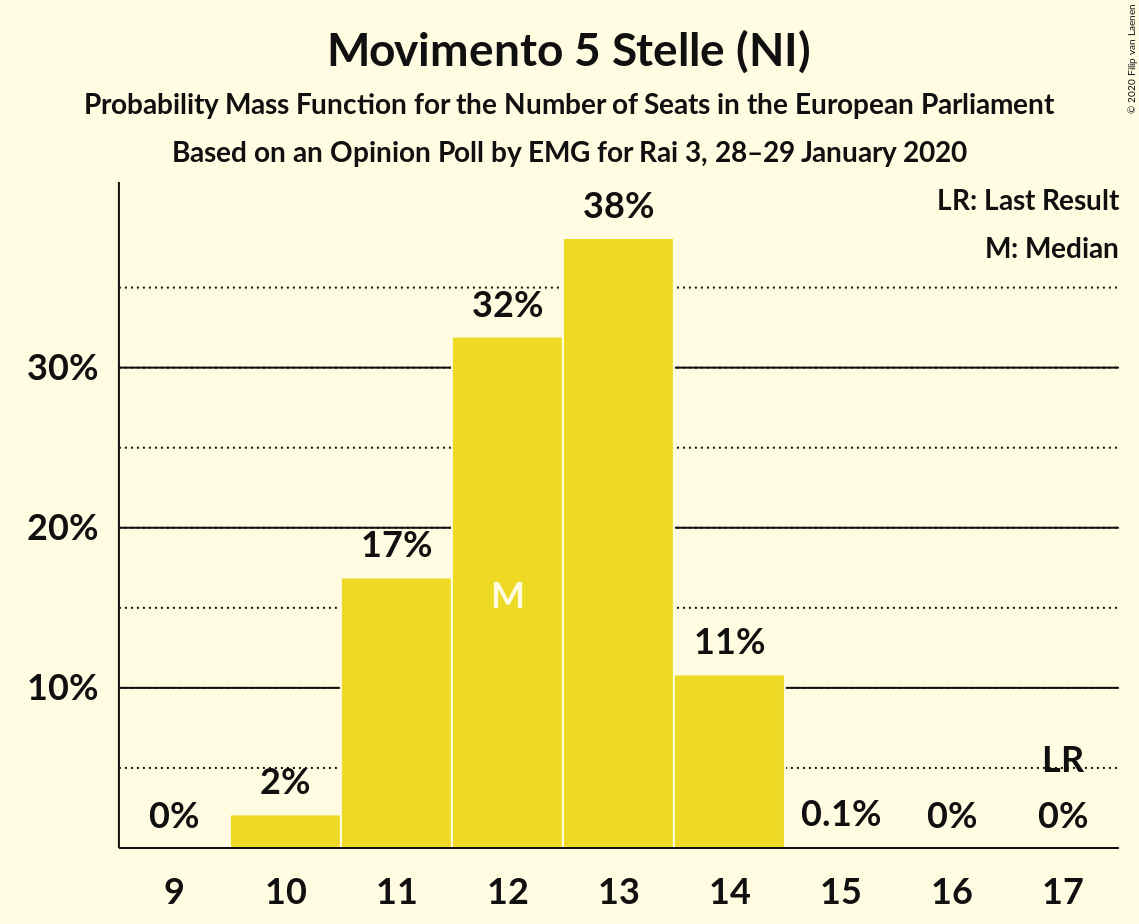 Movimento 5 Stelle (NI)
Probability Mass Function for the Number of Seats in the European Parliament
Based on an Opinion Poll by EMG for Rai 3, 28–29 January 2020
© 2020 Filip van Laenen
LR: Last Result
M: Median
38%
32%
30%
20%
17%
M
11%
10%
LR
2%
0%
0.1%
0%
0%
9 10 11 12 13 14 15 16 17